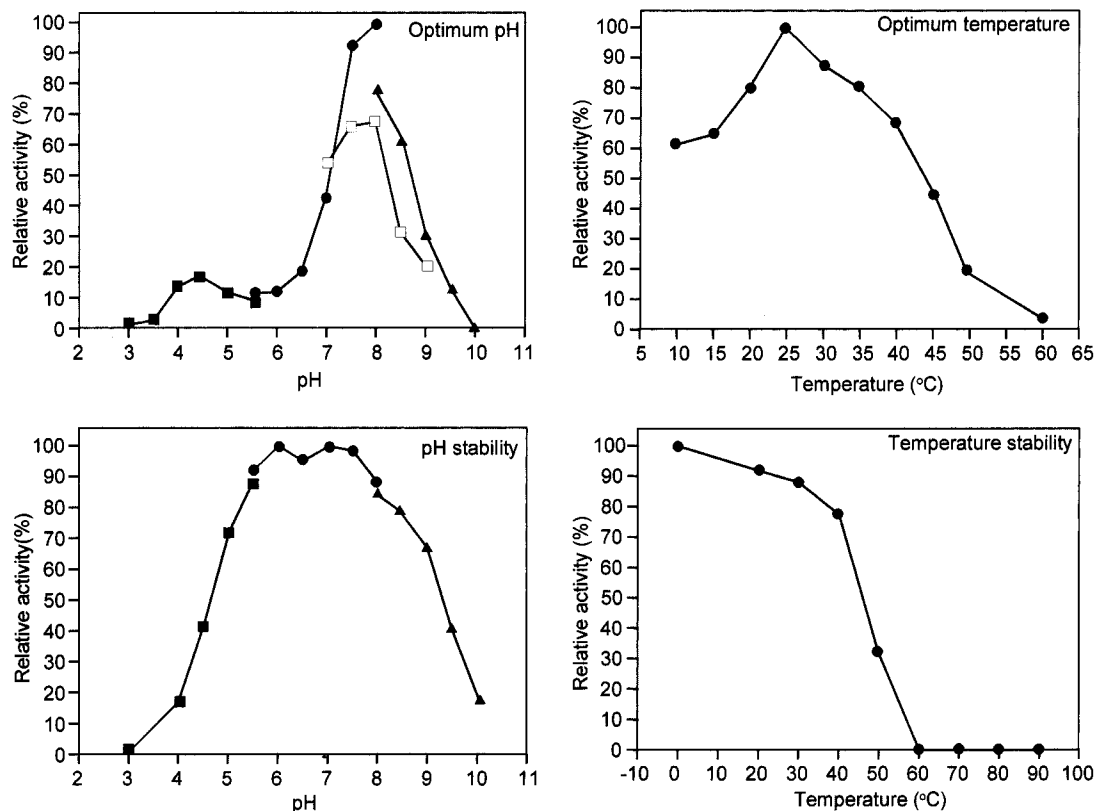 Optimum pH
Relative activity (%)
100
90
80
70
60
50
40
30
20
10
0
2 3 4 5 6 7 8 9 10 11
pH
Optimum temperature
Relative activity(%)
100
90
80
70
60
50
40
30
20
10
0
5 10 15 20 25 30 35 40 45 50 55 60 65
Temperature (°C)
pH stability
Relative activity(%)
100
90
80
70
60
50
40
30
20
10
0
2 3 4 5 6 7 8 9 10 11
pH
Temperature stability
Relative activity (%)
100
90
80
70
60
50
40
30
20
10
0
-10 0 10 20 30 40 50 60 70 80 90 100
Temperature (°C)